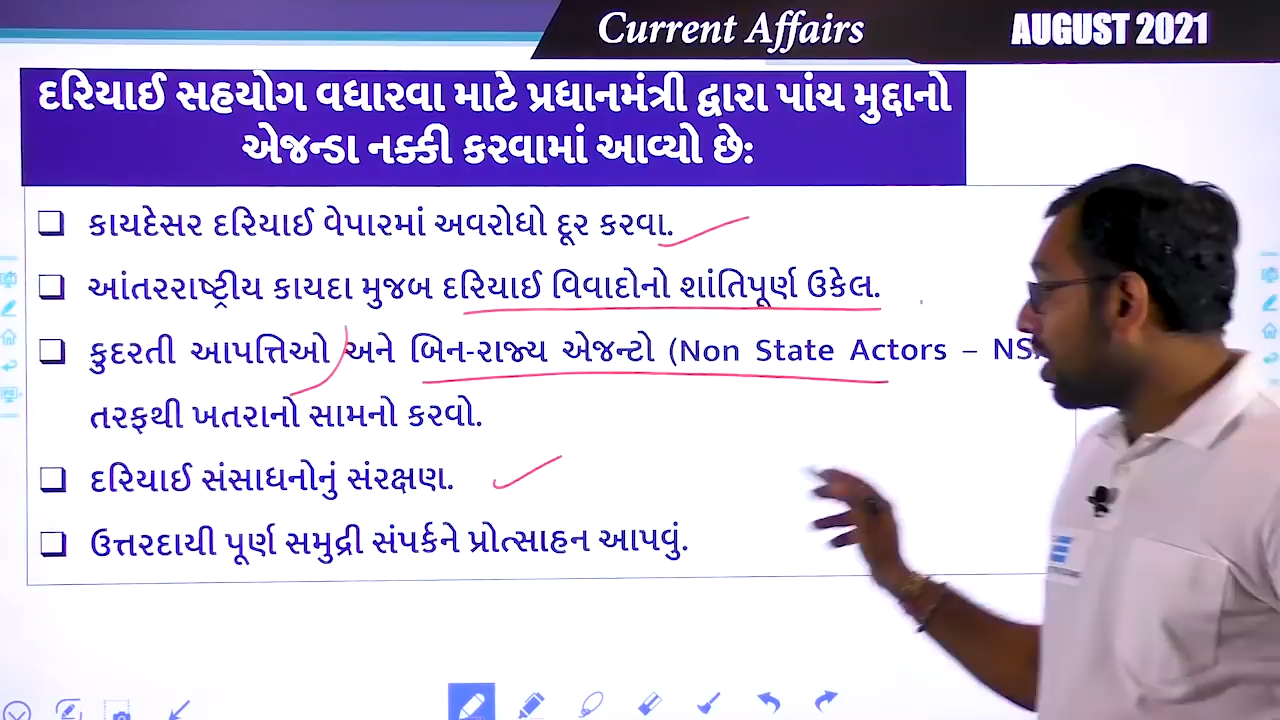 Current Affairs
AUGUST 2021
દરિયાઈ સહયોગ વધારવા માટે પ્રધાનમંત્રી દ્વારા પાંચ મુદ્દાનો
એજન્ડા નક્કી કરવામાં આવ્યો છે:
❑ કાયદેસર દરિયાઈ વેપારમાં અવરોધો દૂર કરવા.
❑ આંતરરાષ્ટ્રીય કાયદા મુજબ દરિયાઈ વિવાદોનો શાંતિપૂર્ણ ઉકેલ.
❑ કુદરતી આપત્તિઓ અને બિન-રાજ્ય એજન્ટો (Non State Actors –
તરફથી ખતરાનો સામનો કરવો.
❑ દરિયાઈ સંસાધનોનું સંરક્ષણ.
❑ ઉત્તરદાયી પૂર્ણ સમુદ્રી સંપર્કને પ્રોત્સાહન આપવું.